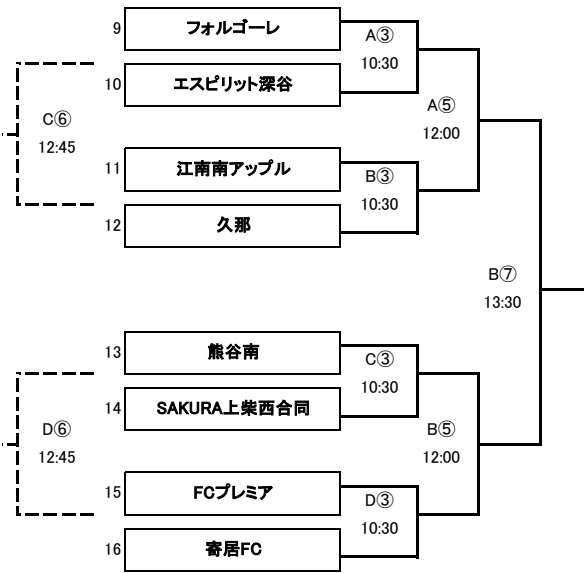 9 フォルゴーレ
A③
10:30
10 エスピリット深谷
A⑤
12:00
C⑥
12:45
11 江南南アップル
B③
10:30
12 久那
B⑦
13:30
13 熊谷南
C③
10:30
14 SAKURA上柴西合同
B⑤
12:00
D⑥
12:45
15 FCプレミア
D③
10:30
16 寄居FC